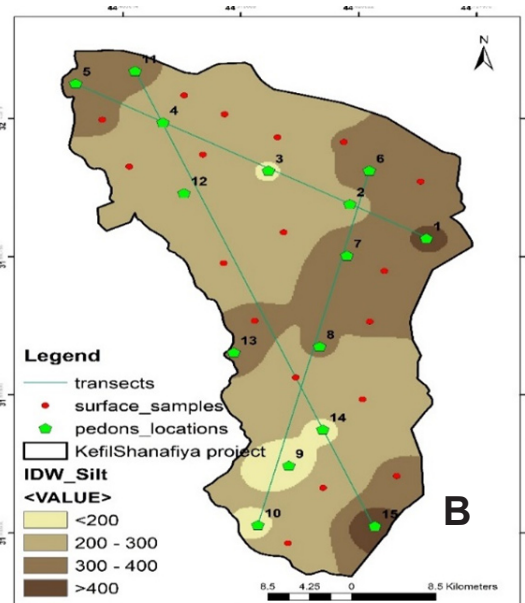 N
5
11
4
3
12
6
2
1
7
13
8
14
9
10
15
B
Legend
transects
surface_samples
pedons_locations
KefilShanafiya project
IDW_Silt
<VALUE>
<200
200 - 300
300 - 400
>400
8.5 4.25 0 8.5 Kilometers